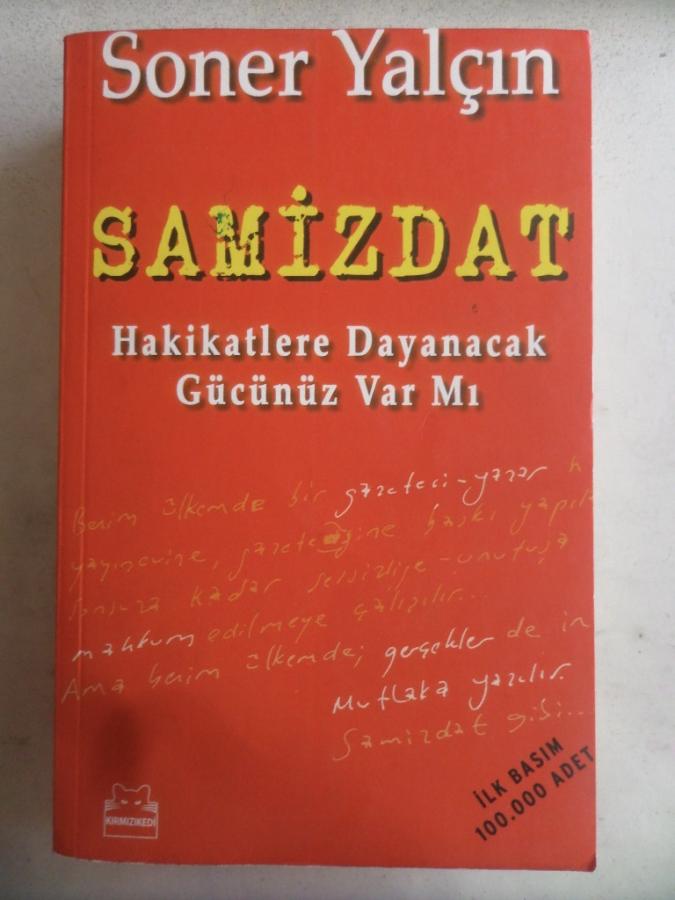 Soner Yalçın
SAMİZDAT
Hakikatlere Dayanacak
Gücünüz Var Mı
Benim ülkemde bir gazeteci-yazar
yayınevine, gazetesine baskı
sonsuza kadar sessizliğe-unutuşa
mahkum edilmeye çalışılır...
Ama benim ülkemde; gerçekler de
Mutlaka yazılır.
Samizdat gibi...
İLK BASIM
100.000 ADET
KIRMIZIKEDİ